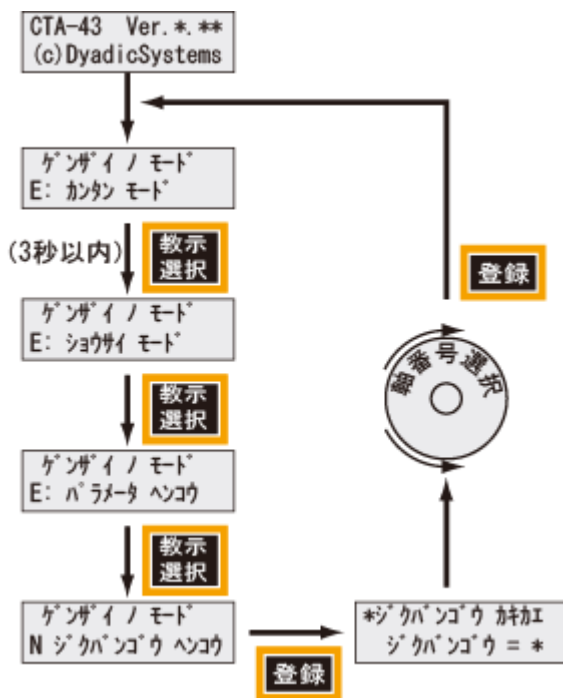 CTA-43 Ver.*.**
(c)DyadicSystems
ｹﾞﾝｻﾞｲ ﾉ ﾓｰﾄﾞ
E: ｶﾝﾀﾝ ﾓｰﾄﾞ
(3秒以内)
教示
選択
ｹﾞﾝｻﾞｲ ﾉ ﾓｰﾄﾞ
E: ｼｮｳｻｲ ﾓｰﾄﾞ
教示
選択
ｹﾞﾝｻﾞｲ ﾉ ﾓｰﾄﾞ
E: ﾊﾟﾗﾒｰﾀ ﾍﾝｺｳ
教示
選択
ｹﾞﾝｻﾞｲ ﾉ ﾓｰﾄﾞ
N ｼﾞｸﾊﾞﾝｺﾞｳ ﾍﾝｺｳ
登録
*ｼﾞｸﾊﾞﾝｺﾞｳ ｶｷｶｴ
ｼﾞｸﾊﾞﾝｺﾞｳ = *
軸番号選択
登録